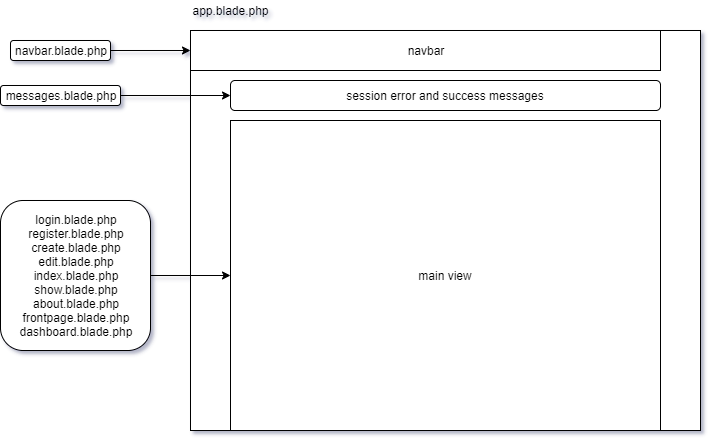 app.blade.php
navbar.blade.php
navbar
messages.blade.php
session error and success messages
login.blade.php
register.blade.php
create.blade.php
edit.blade.php
index.blade.php
show.blade.php
about.blade.php
frontpage.blade.php
dashboard.blade.php
main view